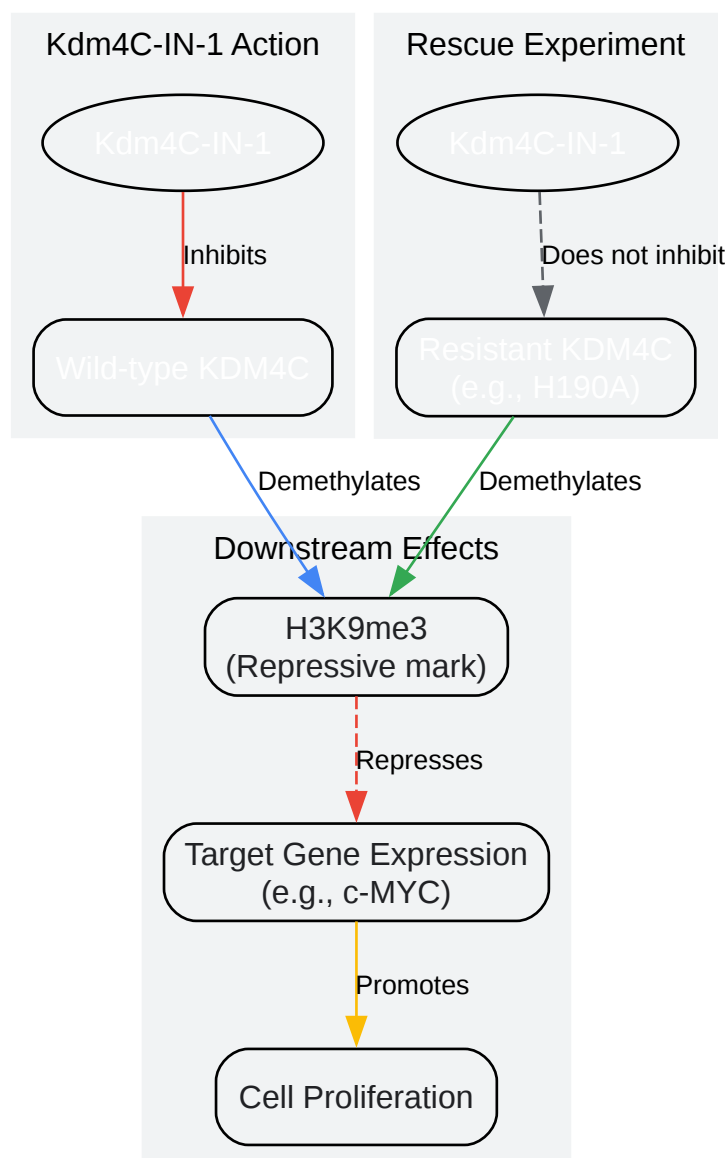 Kdm4C-IN-1 Action
Rescue Experiment
Kdm4C-IN-1
Kdm4C-IN-1
Inhibits
Does not inhibit
Wild-type KDM4C
Resistant KDM4C
(e.g., H190A)
Demethylates
Demethylates
Downstream Effects
H3K9me3
(Repressive mark)
Represses
Target Gene Expression
(e.g., c-MYC)
Promotes
Cell Proliferation